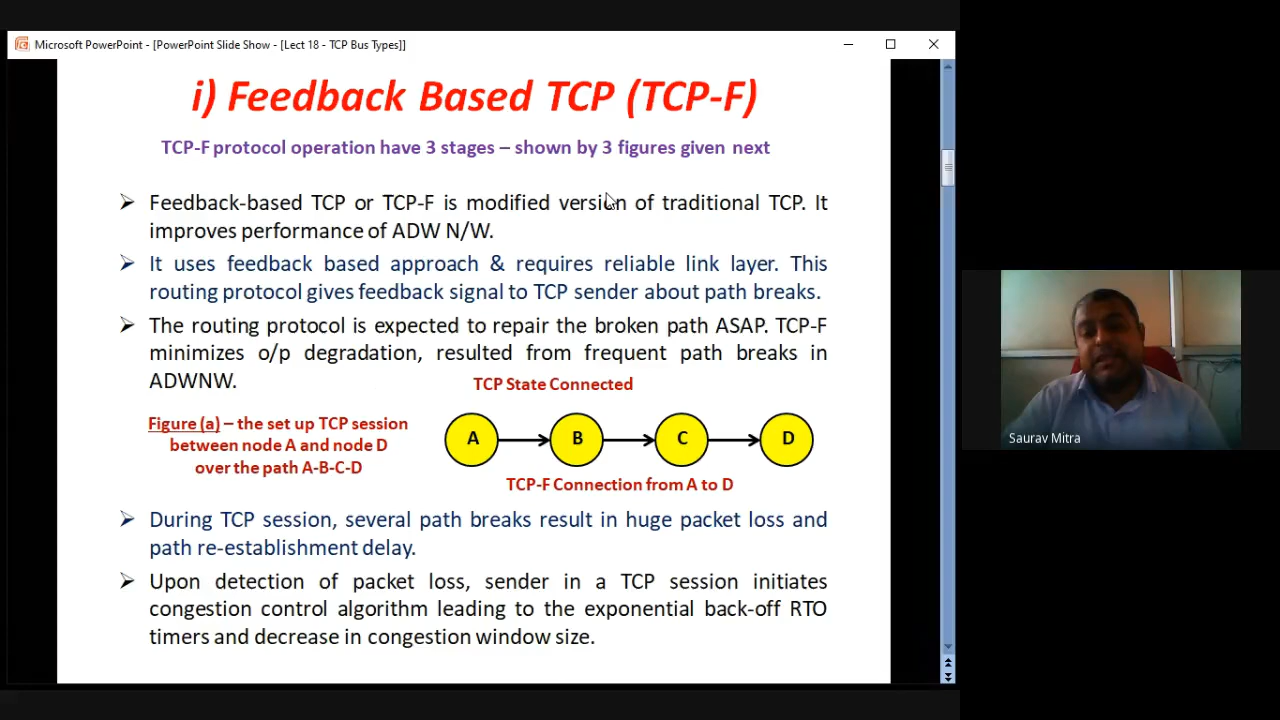 Microsoft PowerPoint - [PowerPoint Slide Show - [Lect 18 - TCP Bus Types]]
i) Feedback Based TCP (TCP-F)
TCP-F protocol operation have 3 stages – shown by 3 figures given next
➢ Feedback-based TCP or TCP-F is modified version of traditional TCP. It
improves performance of ADW N/W.
➢ It uses feedback based approach & requires reliable link layer. This
routing protocol gives feedback signal to TCP sender about path breaks.
➢ The routing protocol is expected to repair the broken path ASAP. TCP-F
minimizes o/p degradation, resulted from frequent path breaks in
ADWNW.
TCP State Connected
Figure (a) – the set up TCP session
between node A and node D
over the path A-B-C-D
A B C D
TCP-F Connection from A to D
➢ During TCP session, several path breaks result in huge packet loss and
path re-establishment delay.
➢ Upon detection of packet loss, sender in a TCP session initiates
congestion control algorithm leading to the exponential back-off RTO
timers and decrease in congestion window size.
Saurav Mitra